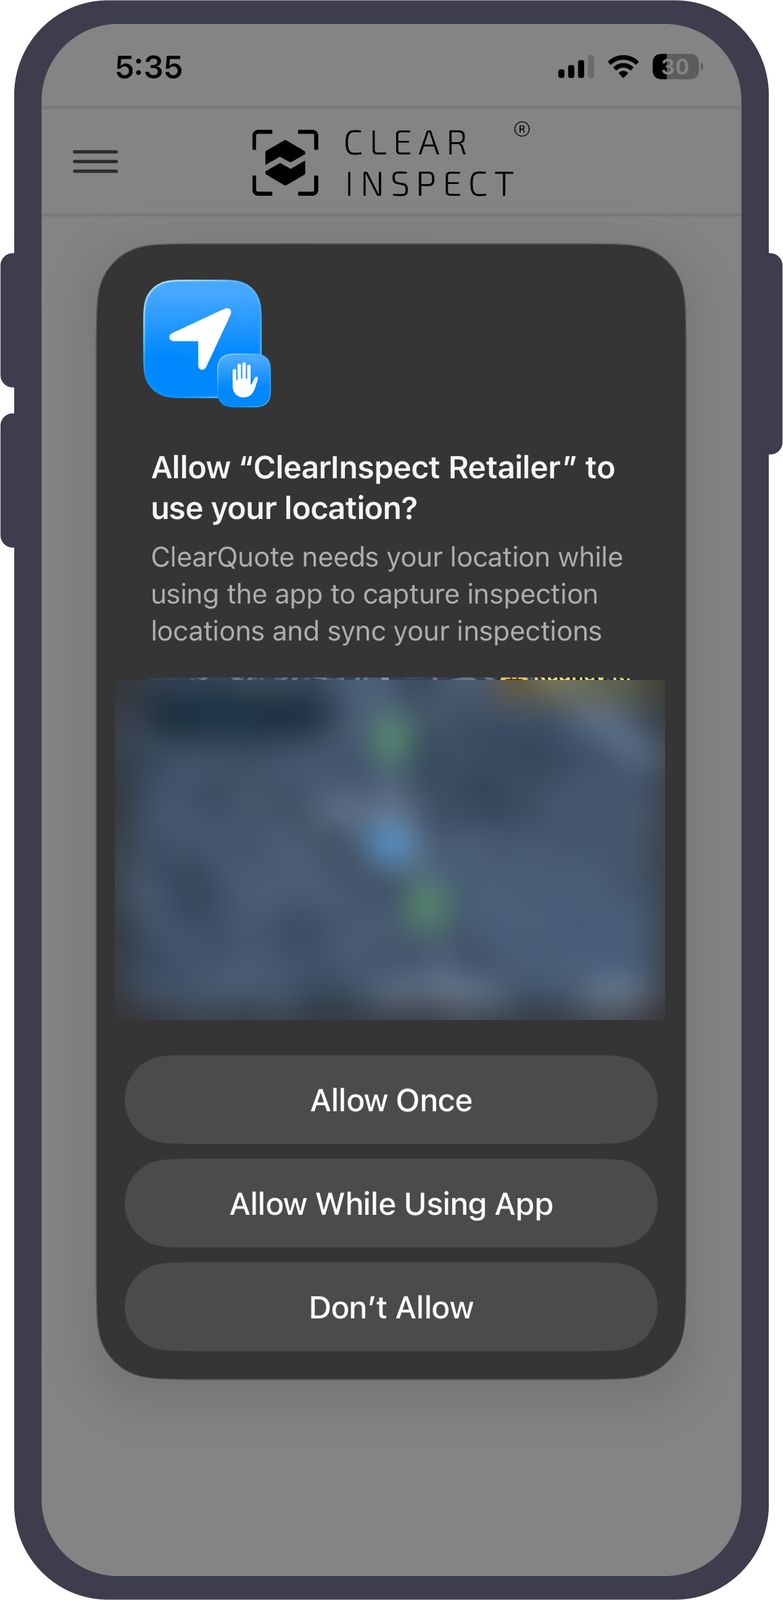 5:35
30
CLEAR ®
INSPECT
Allow “ClearInspect Retailer” to
use your location?
ClearQuote needs your location while
using the app to capture inspection
locations and sync your inspections
Allow Once
Allow While Using App
Don’t Allow